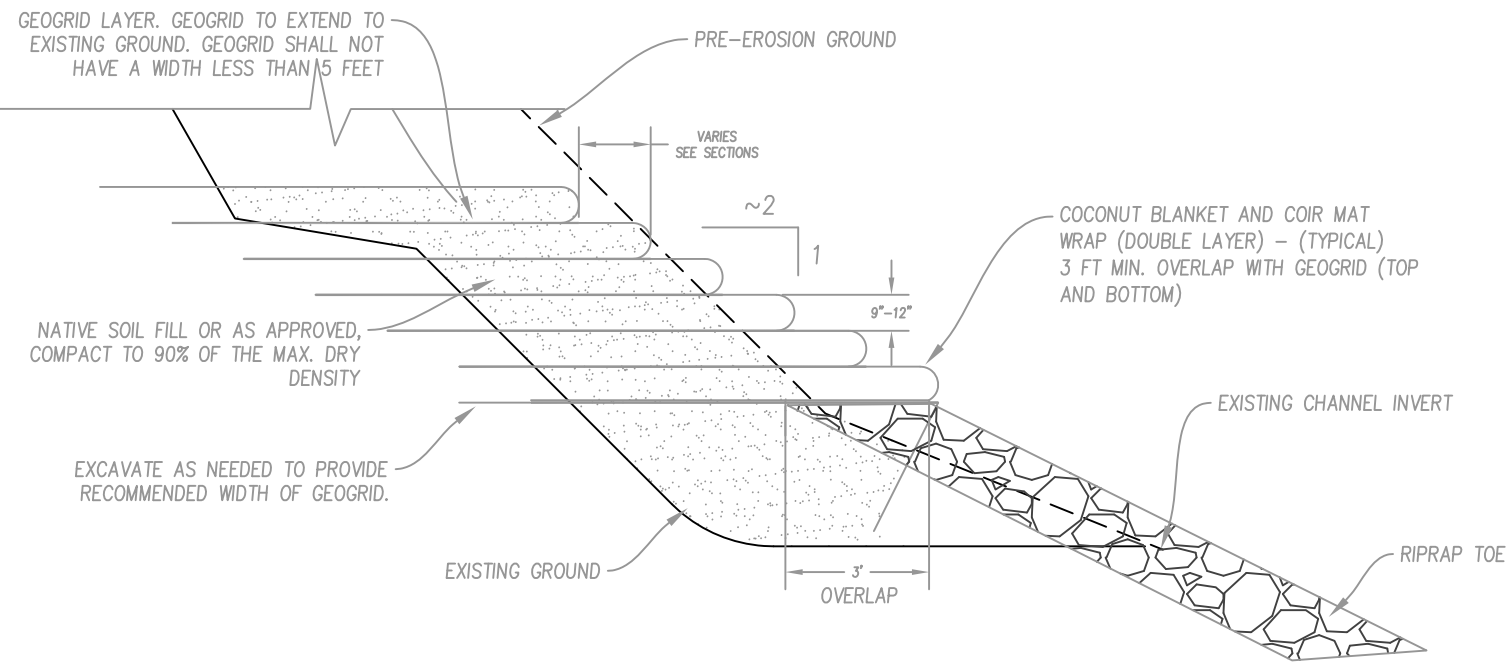 GEOGRID LAYER. GEOGRID TO EXTEND TO
EXISTING GROUND. GEOGRID SHALL NOT
HAVE A WIDTH LESS THAN 5 FEET
PRE-EROSION GROUND
VARIES
SEE SECTIONS
~2
1
COCONUT BLANKET AND COIR MAT
WRAP (DOUBLE LAYER) - (TYPICAL)
3 FT MIN. OVERLAP WITH GEOGRID (TOP
AND BOTTOM)
9"-12"
NATIVE SOIL FILL OR AS APPROVED,
COMPACT TO 90% OF THE MAX. DRY
DENSITY
EXISTING CHANNEL INVERT
EXCAVATE AS NEEDED TO PROVIDE
RECOMMENDED WIDTH OF GEOGRID.
RIPRAP TOE
EXISTING GROUND
3'
OVERLAP